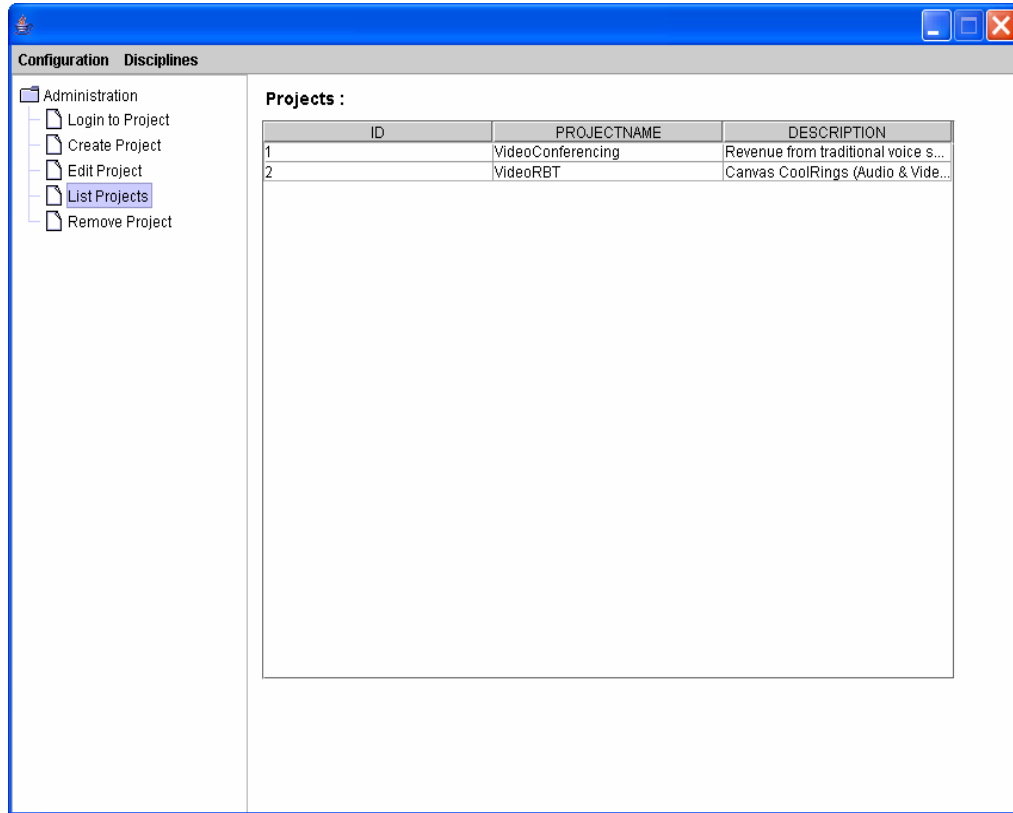 Configuration Disciplines
Administration
Login to Project
Create Project
Edit Project
List Projects
Remove Project
Projects :
ID PROJECTNAME DESCRIPTION
1 VideoConferencing Revenue from traditional voice s...
2 VideoRBT Canvas CoolRings (Audio & Vide...